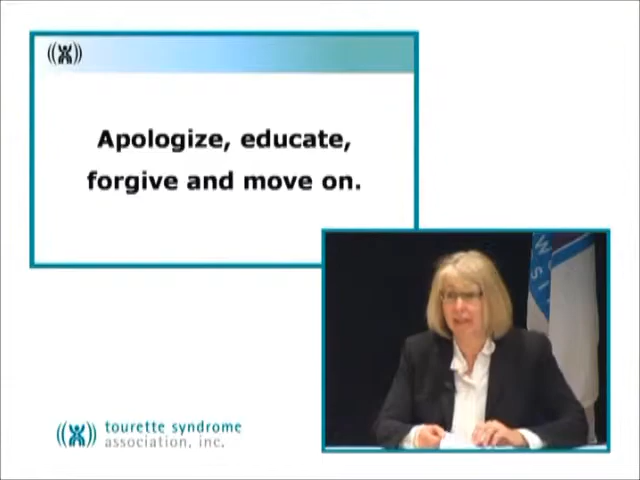 Apologize, educate,
forgive and move on.
tourette syndrome
association, inc.